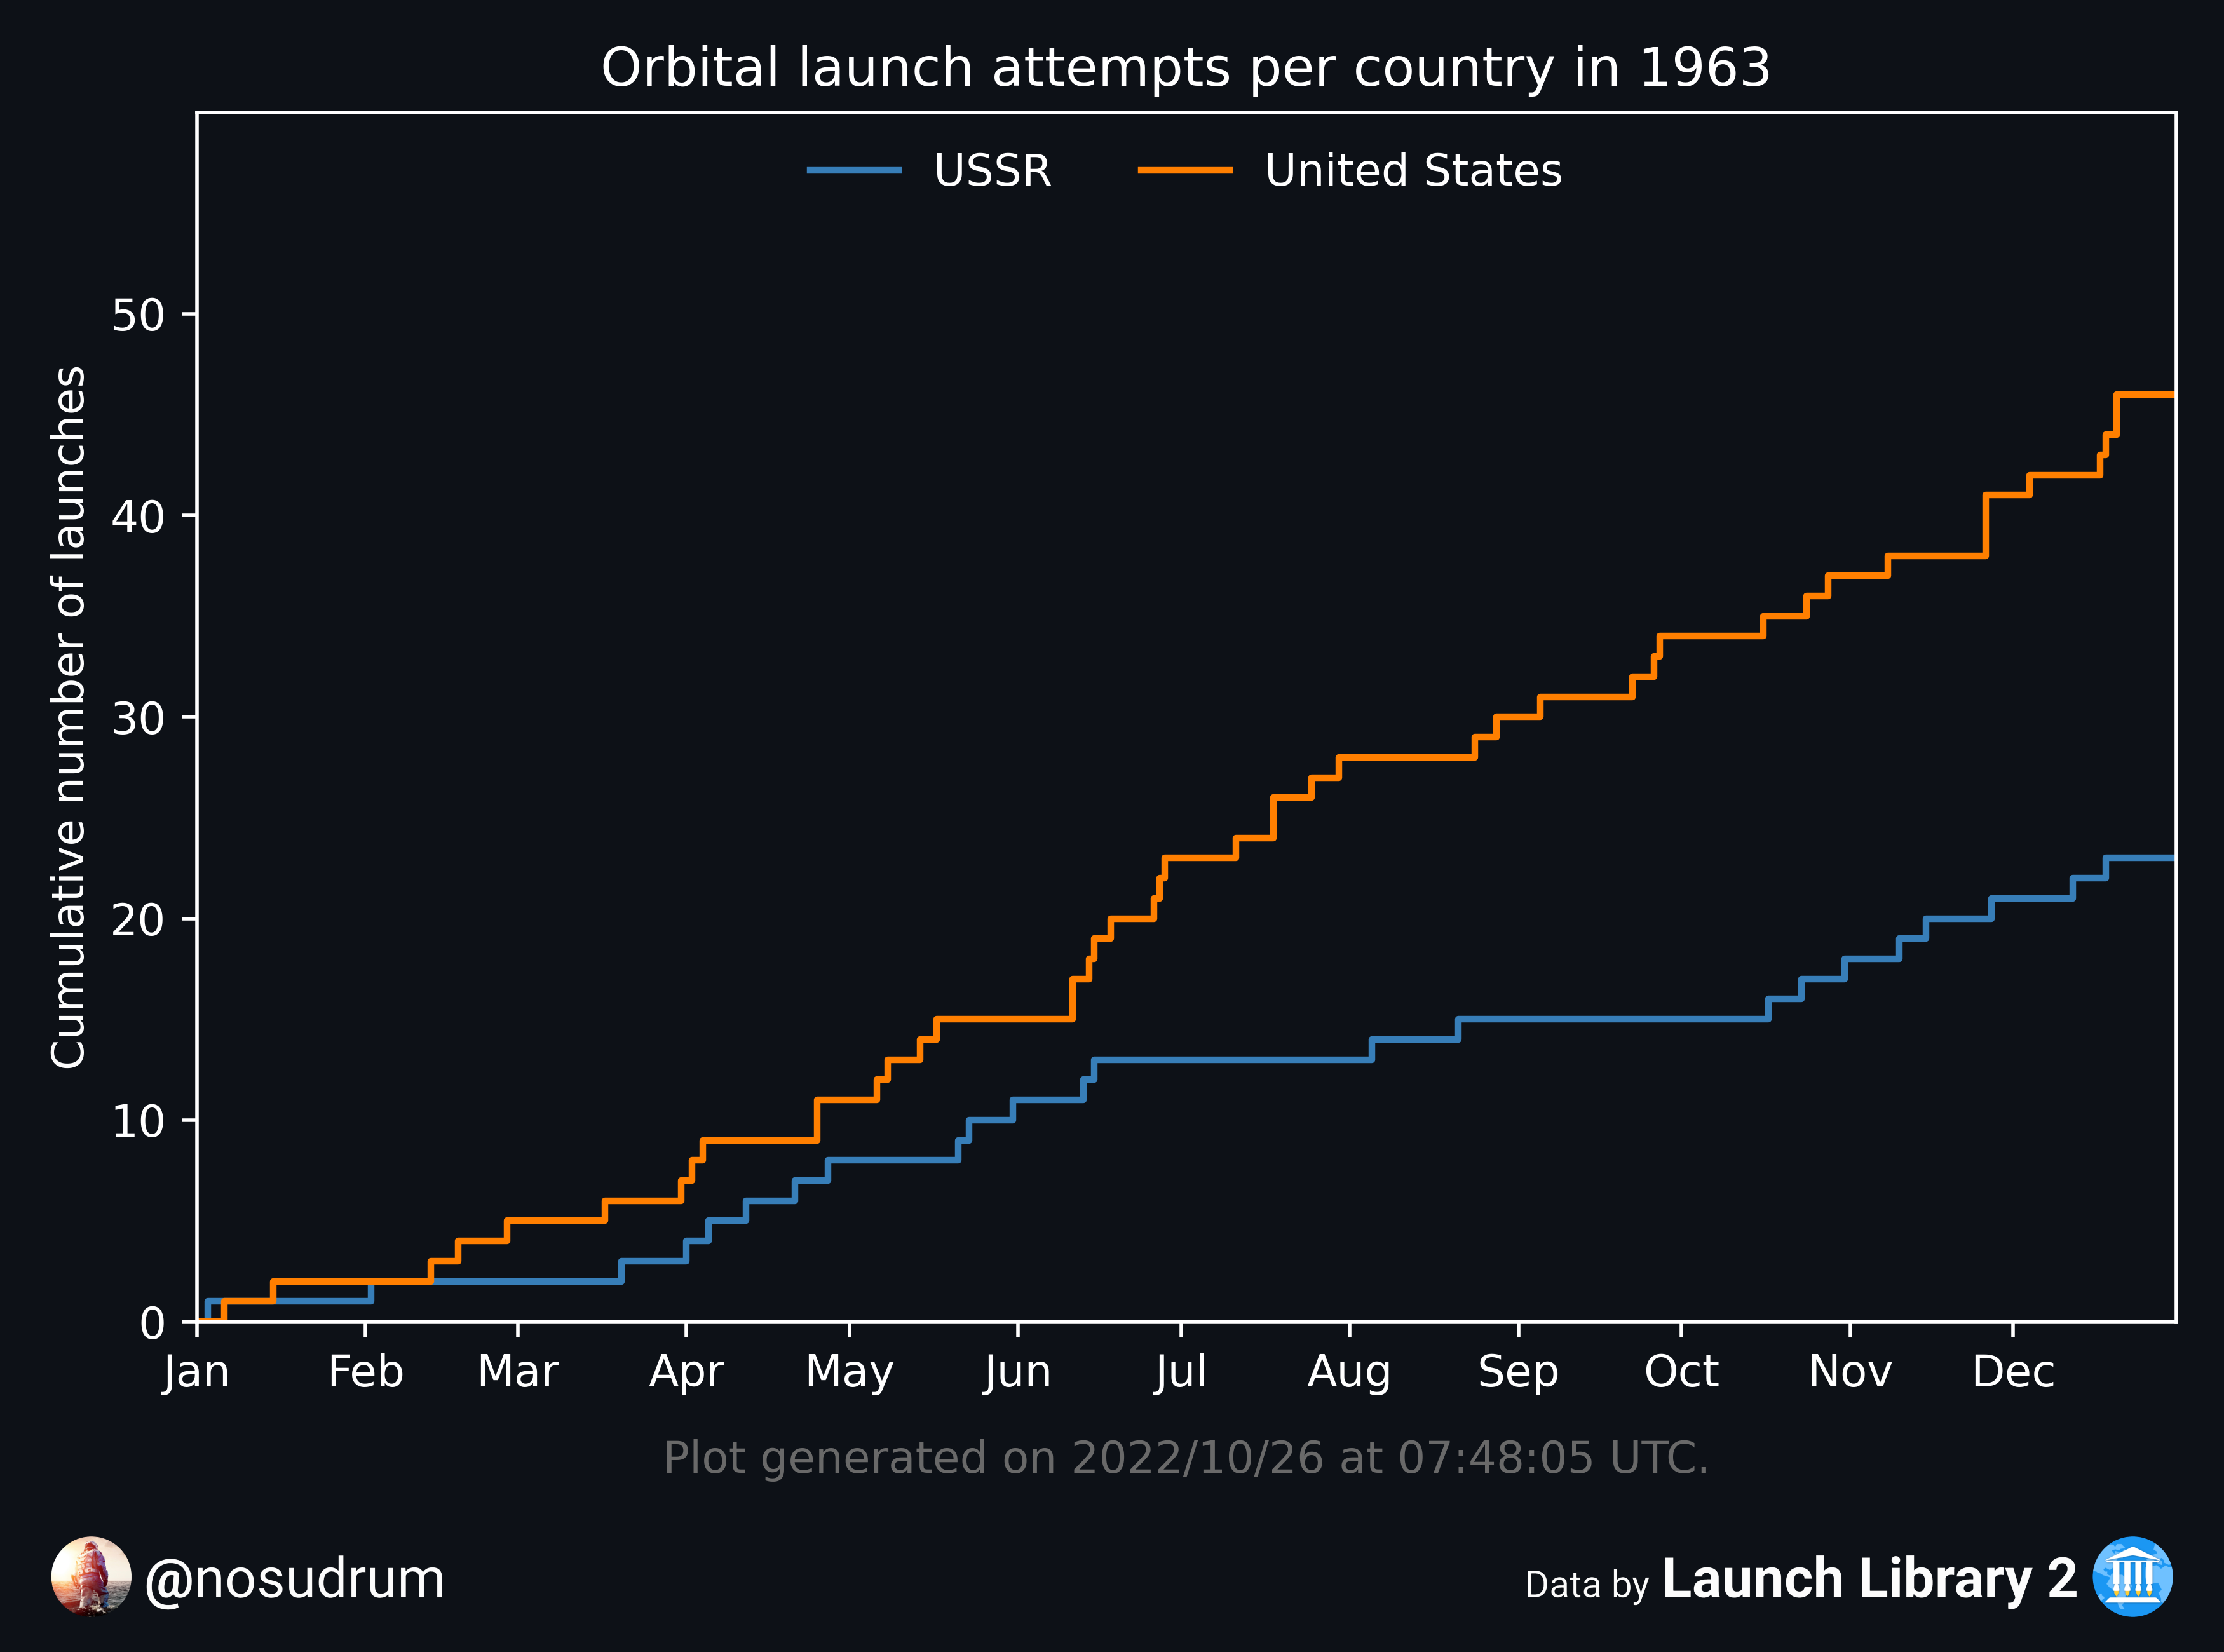 Orbital launch attempts per country in 1963
USSR United States
Cumulative number of launches
50
40
30
20
10
0
Jan Feb Mar Apr May Jun Jul Aug Sep Oct Nov Dec
Plot generated on 2022/10/26 at 07:48:05 UTC.
@nosudrum
Data by Launch Library 2